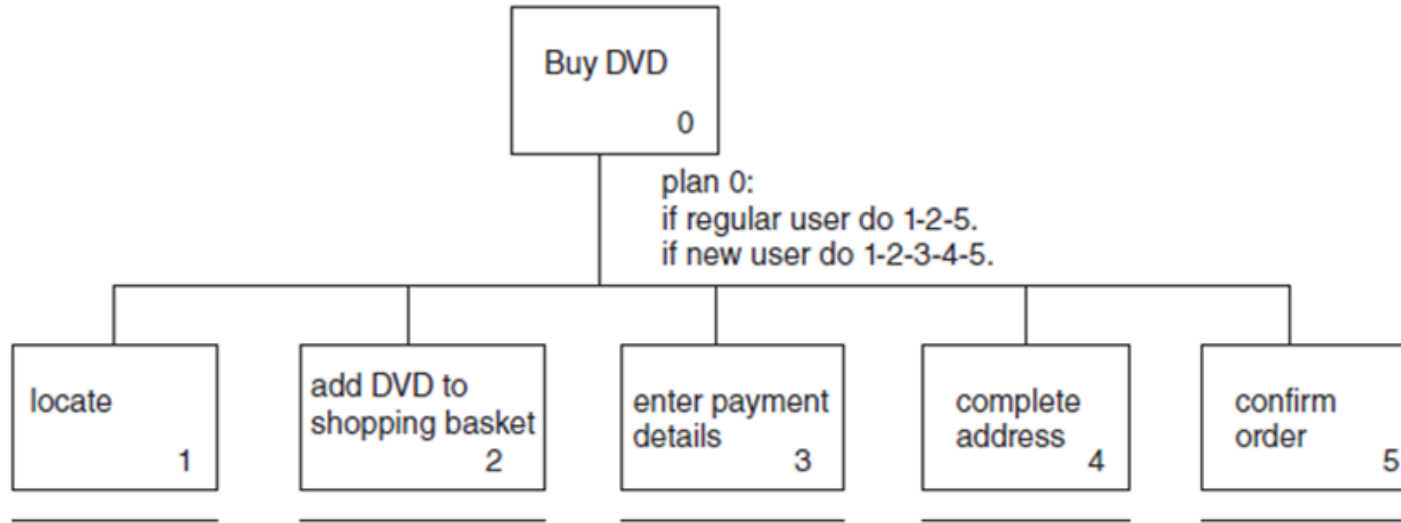 Buy DVD
0
plan 0:
if regular user do 1-2-5.
if new user do 1-2-3-4-5.
locate
1
add DVD to
shopping basket
2
enter payment
details
3
complete
address
4
confirm
order
5